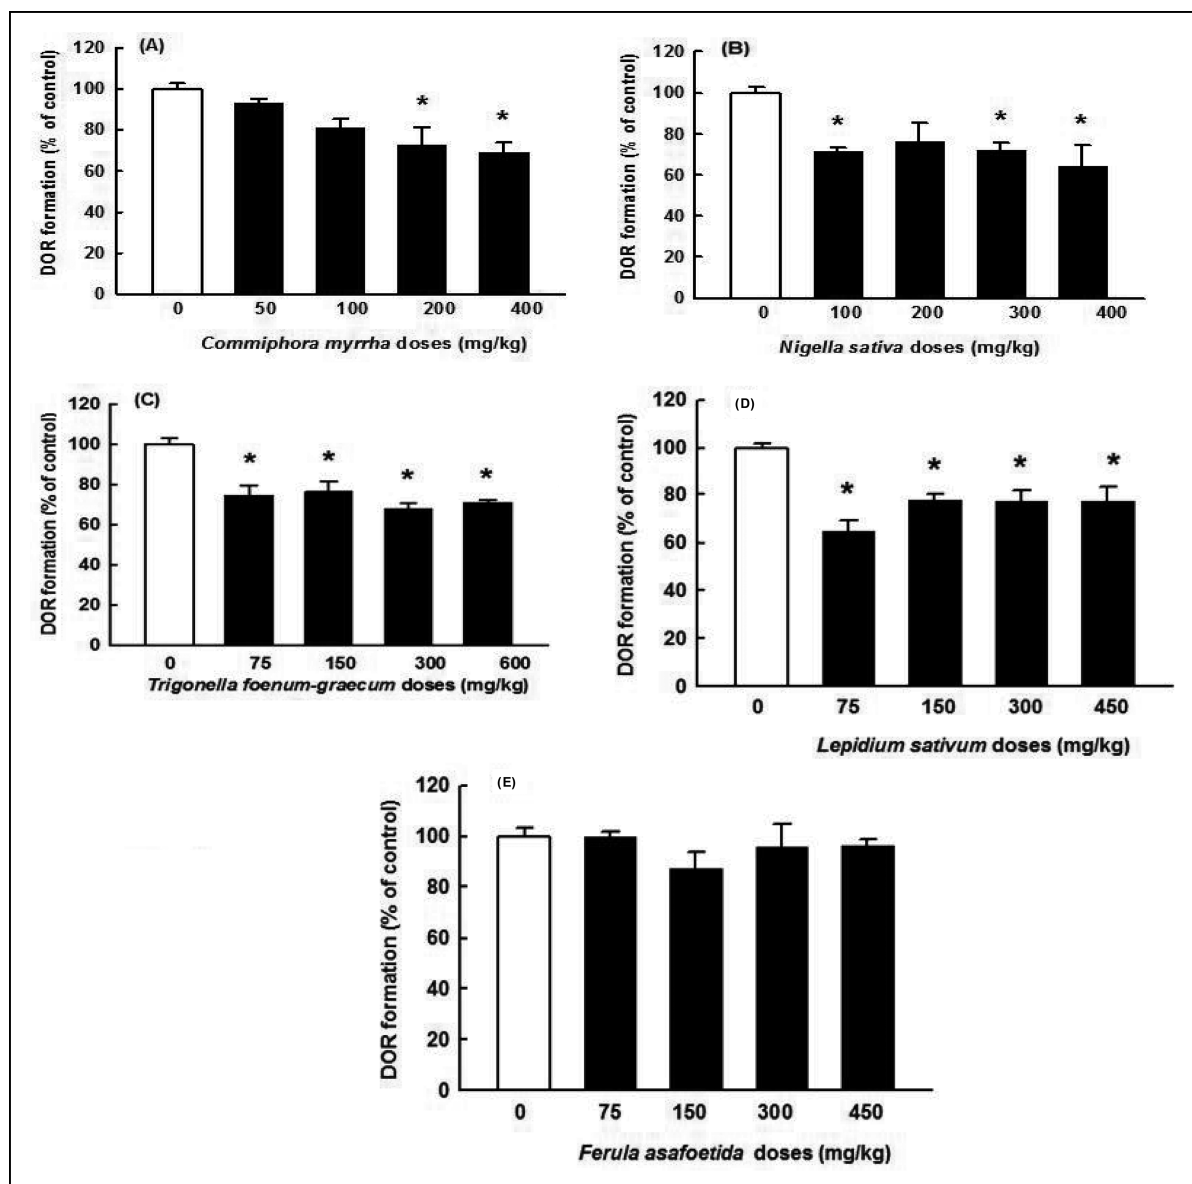 (A)
DOR formation (% of control)
120
100
80
60
40
20
0
* *
0 50 100 200 400
Commiphora myrrha doses (mg/kg)
(B)
DOR formation (% of control)
120
100
80
60
40
20
0
* * *
0 100 200 300 400
Nigella sativa doses (mg/kg)
(C)
DOR formation (% of control)
120
100
80
60
40
20
0
* * * *
0 75 150 300 600
Trigonella foenum-graecum doses (mg/kg)
(D)
DOR formation (% of control)
120
100
80
60
40
20
0
* * * *
0 75 150 300 450
Lepidium sativum doses (mg/kg)
(E)
DOR formation (% of control)
120
100
80
60
40
20
0
0 75 150 300 450
Ferula asafoetida doses (mg/kg)